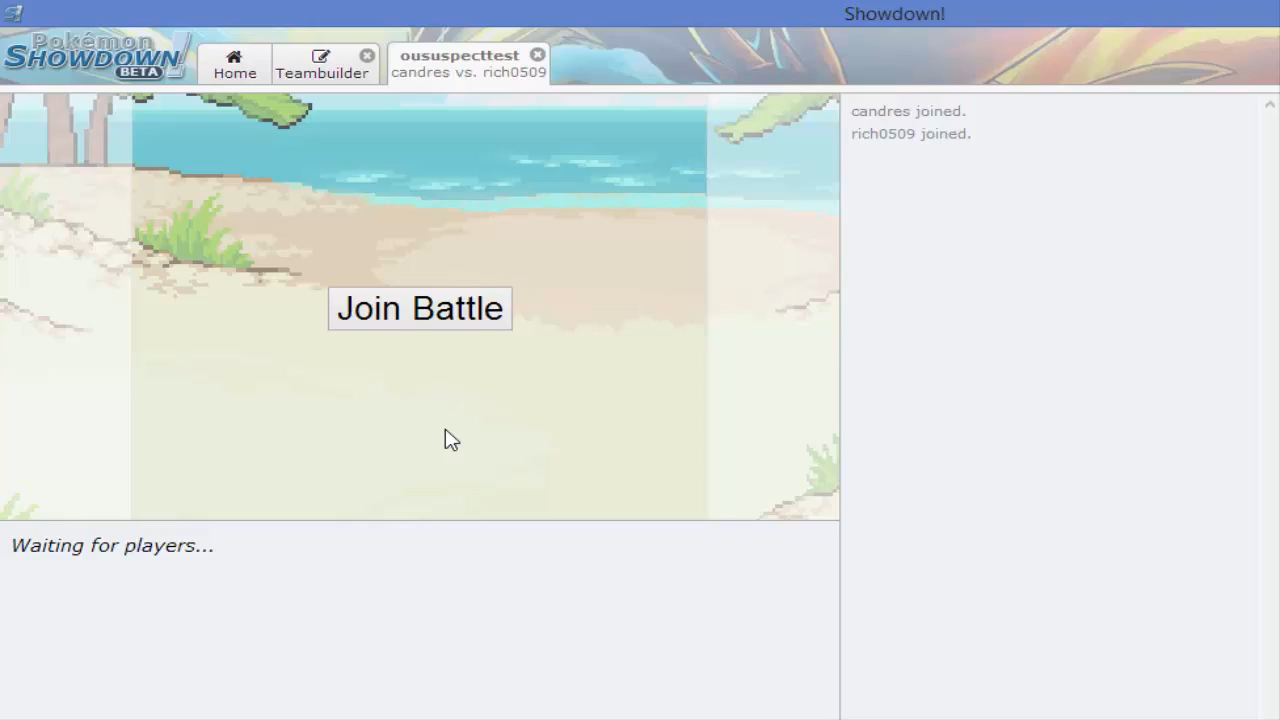 Showdown!
Pokémon
SHOWDOWN!
BETA
Home
Teambuilder
oususpecttest
candres vs. rich0509
candres joined.
rich0509 joined.
Join Battle
Waiting for players...